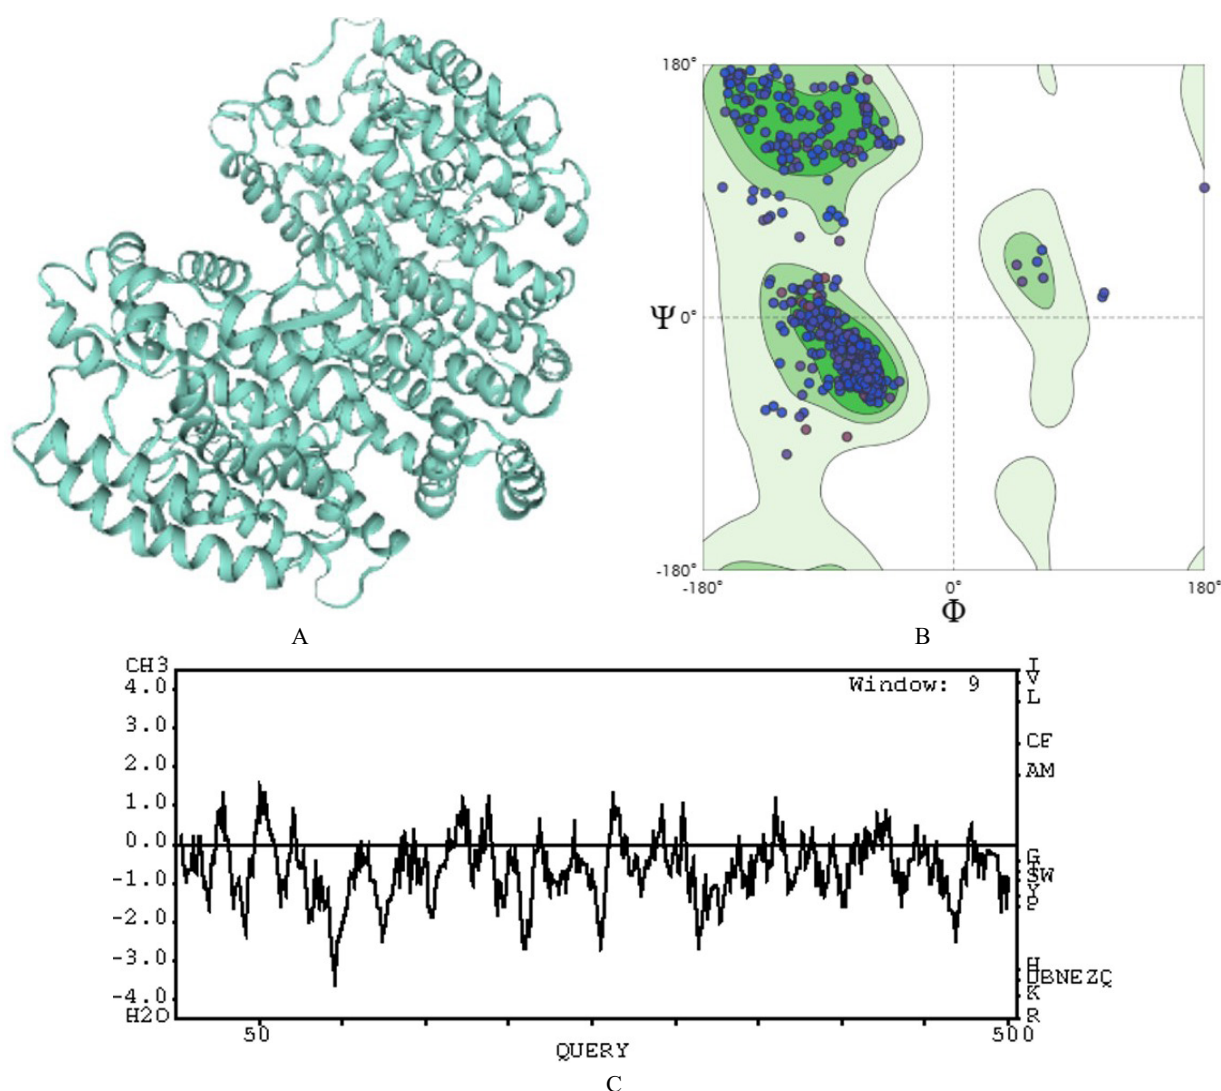 180°
Ψ 0°
-180°
-180° 0° 180°
Φ
A B
CH3 I
4.0 V
Window: 9 L
3.0
CF
2.0 AM
1.0
0.0
G
-1.0 SW
Y
P
-2.0
-3.0 H
DBNEZQ
-4.0 K
H2O R
50 500
QUERY
C